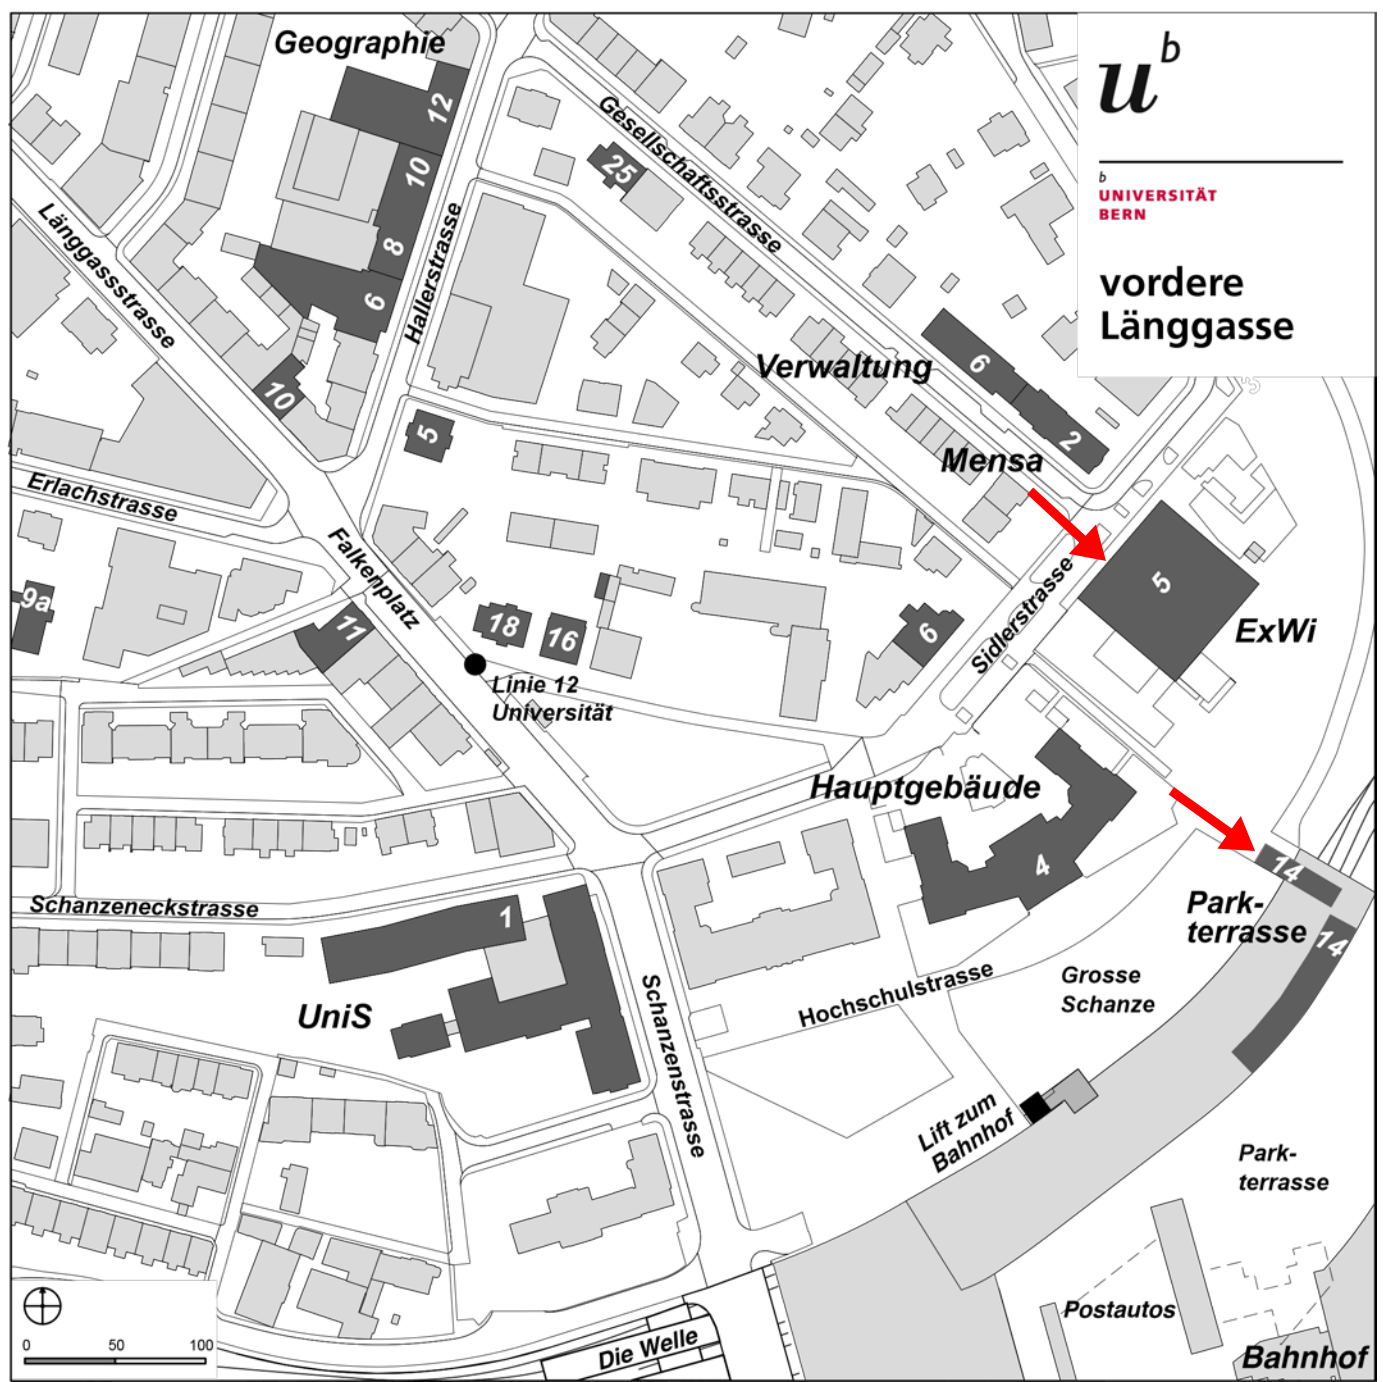 Geographie
12
10
8
6
10
Hallerstrasse
Länggassstrasse
Gesellschaftsstrasse
25
u
b
b
UNIVERSITÄT
BERN
vordere
Länggasse
Verwaltung
6
2
Mensa
5
Erlachstrasse
Falkenplatz
9a
11
18
16
6
Sidlerstrasse
5
ExWi
Linie 12
Universität
Hauptgebäude
4
14
Park-
terrasse
14
Schanzeneckstrasse
1
UniS
Schanzenstrasse
Hochschulstrasse
Grosse
Schanze
Lift zum
Bahnhof
Park-
terrasse
Postautos
Die Welle
Bahnhof
0 50 100